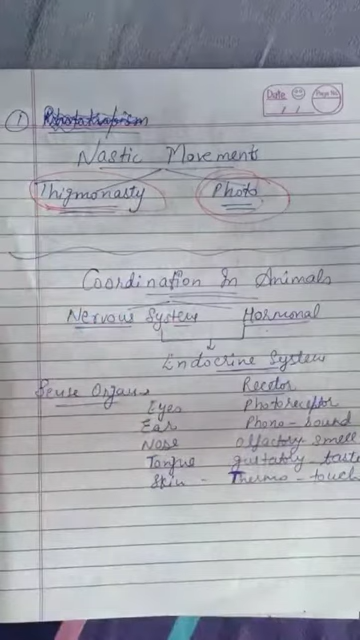 Date
Page No.
①
Nastic Movements
Thigmonasty Photo
Coordination In Animals
Nervous System Hormonal
Endocrine System
Sense Organs Recetor
Eyes Photoreceptor
Ear Phono - sound
Nose olfactory smell
Tongue gustatory taste
Skin - Thermo - touch